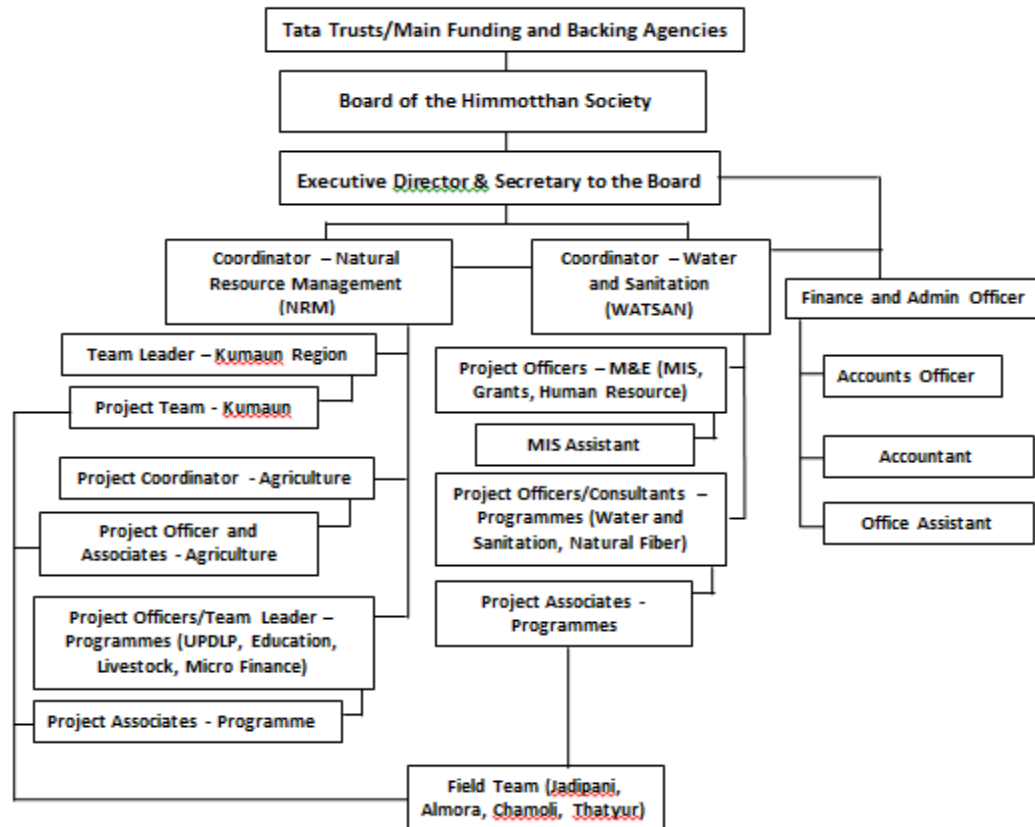 Tata Trusts/Main Funding and Backing Agencies
Board of the Himmotthan Society
Executive Director & Secretary to the Board
Coordinator – Natural
Resource Management
(NRM)
Coordinator – Water
and Sanitation
(WATSAN)
Finance and Admin Officer
Team Leader – Kumaun Region
Project Team - Kumaun
Project Coordinator - Agriculture
Project Officer and
Associates - Agriculture
Project Officers/Team Leader –
Programmes (UPDLP, Education,
Livestock, Micro Finance)
Project Associates - Programme
Project Officers – M&E (MIS,
Grants, Human Resource)
MIS Assistant
Project Officers/Consultants –
Programmes (Water and
Sanitation, Natural Fiber)
Project Associates -
Programmes
Accounts Officer
Accountant
Office Assistant
Field Team (Jadipani,
Almora, Chamoli, Thatyur)